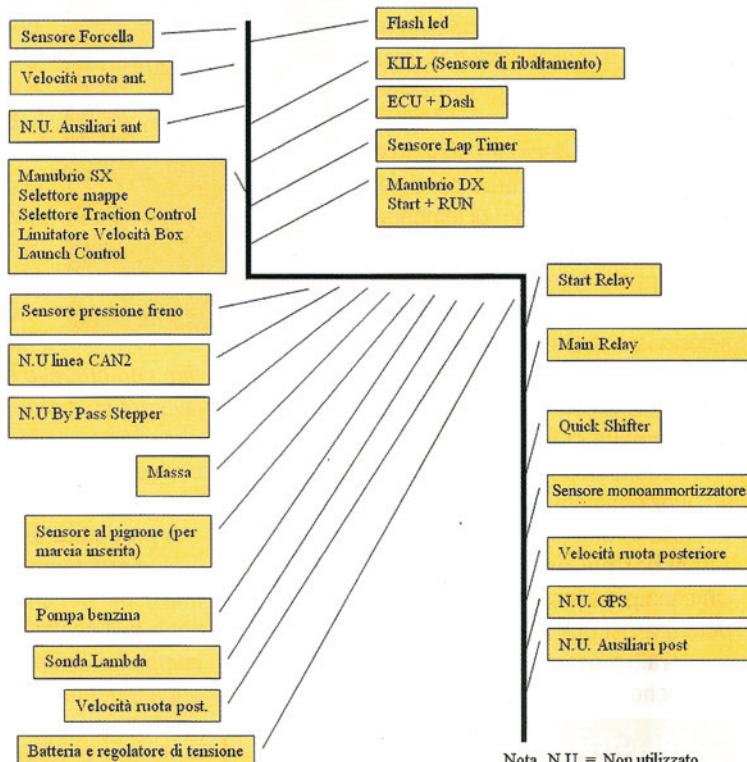 Sensore Forcella
Velocità ruota ant.
N.U. Ausiliari ant
Manubrio SX
Selettore mappe
Selettore Traction Control
Limitatore Velocità Box
Launch Control
Flash led
KILL (Sensore di ribaltamento)
ECU + Dash
Sensore Lap Timer
Manubrio DX
Start + RUN
Sensore pressione freno
N.U linea CAN2
N.U By Pass Stepper
Massa
Sensore al pignone (per
marcia inserita)
Pompa benzina
Sonda Lambda
Velocità ruota post.
Batteria e regolatore di tensione
Start Relay
Main Relay
Quick Shifter
Sensore monoammortizzatore
Velocità ruota posteriore
N.U. GPS
N.U. Ausiliari post
Nota N.U. = Non utilizzato